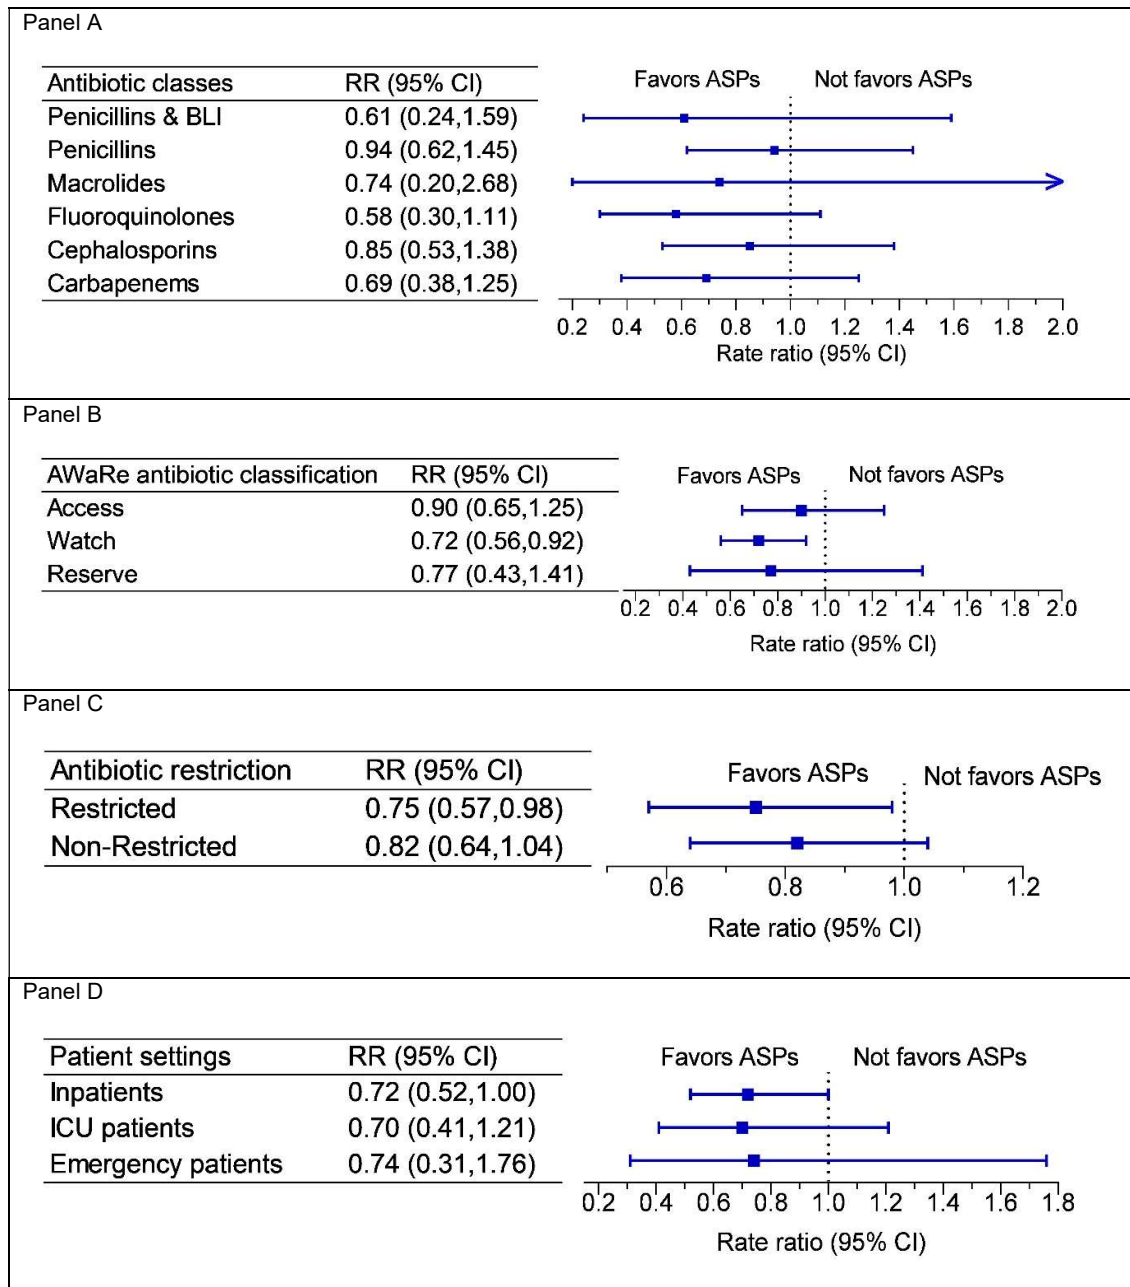 Panel A
Antibiotic classes RR (95% CI) Favors ASPs Not favors ASPs
Penicillins & BLI 0.61 (0.24,1.59)
Penicillins 0.94 (0.62,1.45)
Macrolides 0.74 (0.20,2.68)
Fluoroquinolones 0.58 (0.30,1.11)
Cephalosporins 0.85 (0.53,1.38)
Carbapenems 0.69 (0.38,1.25)
0.2 0.4 0.6 0.8 1.0 1.2 1.4 1.6 1.8 2.0
Rate ratio (95% CI)
Panel B
AWaRe antibiotic classification RR (95% CI) Favors ASPs Not favors ASPs
Access 0.90 (0.65,1.25)
Watch 0.72 (0.56,0.92)
Reserve 0.77 (0.43,1.41)
0.2 0.4 0.6 0.8 1.0 1.2 1.4 1.6 1.8 2.0
Rate ratio (95% CI)
Panel C
Antibiotic restriction RR (95% CI) Favors ASPs Not favors ASPs
Restricted 0.75 (0.57,0.98)
Non-Restricted 0.82 (0.64,1.04)
0.6 0.8 1.0 1.2
Rate ratio (95% CI)
Panel D
Patient settings RR (95% CI) Favors ASPs Not favors ASPs
Inpatients 0.72 (0.52,1.00)
ICU patients 0.70 (0.41,1.21)
Emergency patients 0.74 (0.31,1.76)
0.2 0.4 0.6 0.8 1.0 1.2 1.4 1.6 1.8
Rate ratio (95% CI)